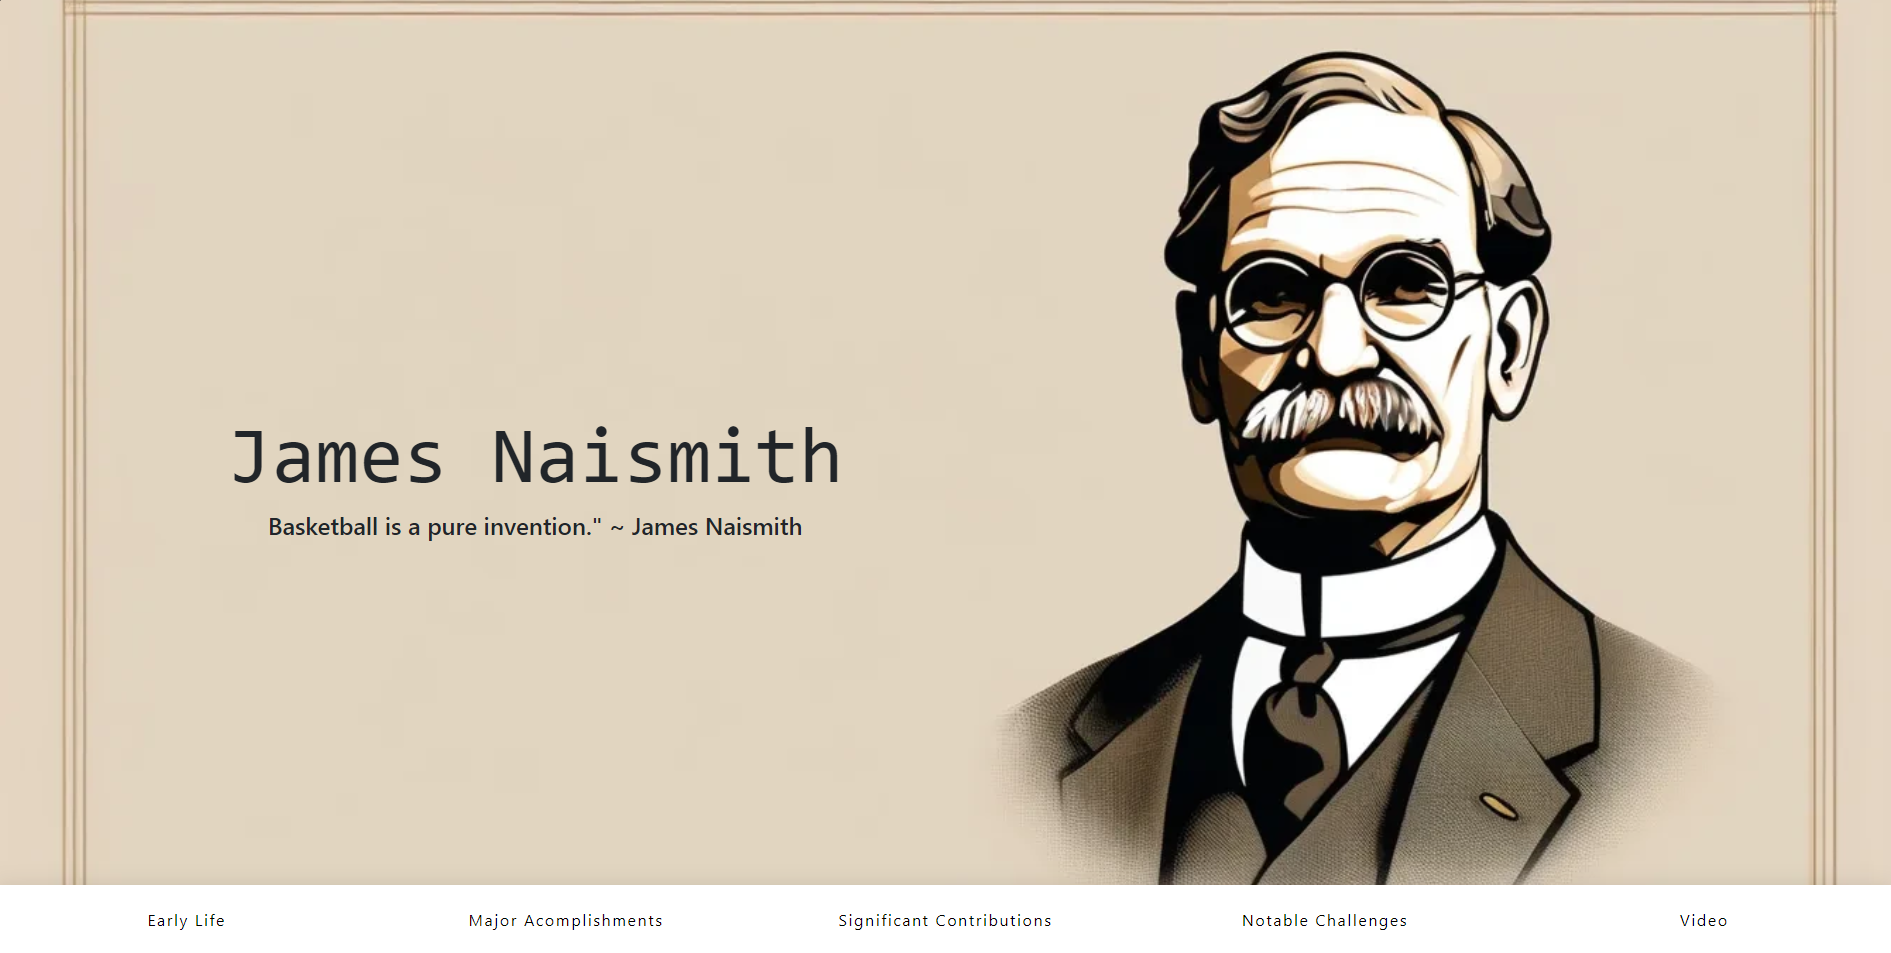 James Naismith
Basketball is a pure invention." ~ James Naismith
Early Life
Major Acomplishments
Significant Contributions
Notable Challenges
Video